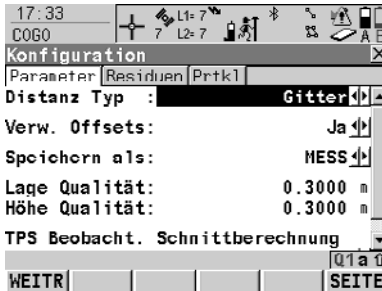 17:33
COGO
L1= 7
7 L2= 7
A E
Konfiguration X
Parameter Residuen Prtkl
Distanz Typ : Gitter
Verw. Offsets: Ja
Speichern als: MESS
Lage Qualität: 0.3000 m
Höhe Qualität: 0.3000 m
TPS Beobacht. Schnittberechnung
Q1a
WEITR SEITE